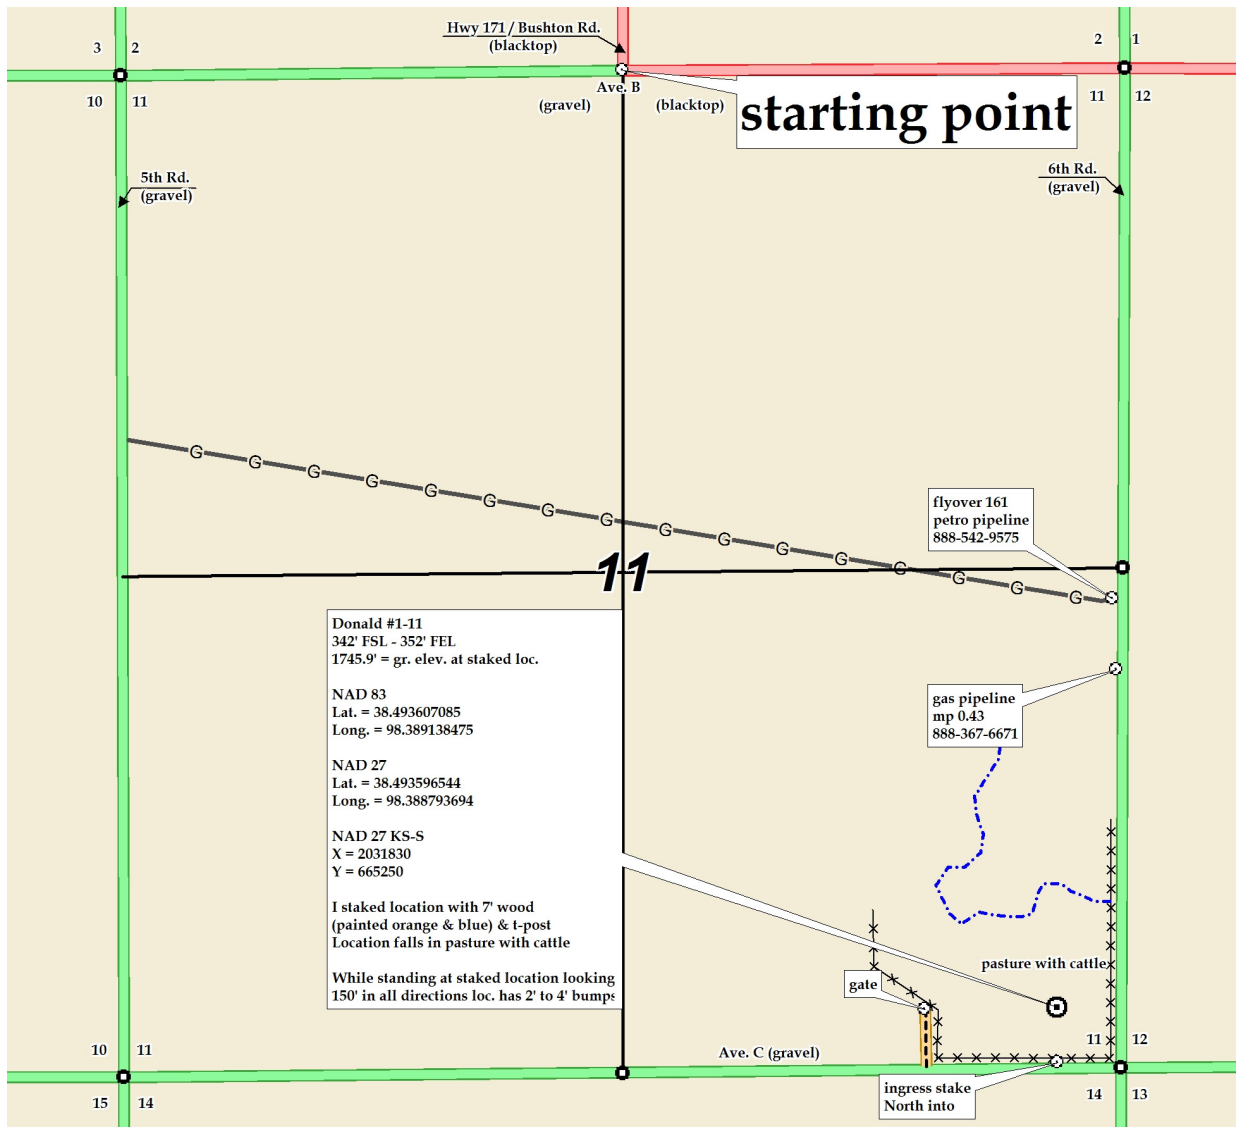 Hwy 171 / Bushton Rd.
(blacktop)
3 2
2 1
Ave. B
(gravel) (blacktop)
starting point
10 11
11 12
5th Rd.
(gravel)
6th Rd.
(gravel)
G G G G G G G G G G G G G G G G
flyover 161
petro pipeline
888-542-9575
11
Donald #1-11
342' FSL - 352' FEL
1745.9' = gr. elev. at staked loc.
NAD 83
Lat. = 38.493607085
Long. = 98.389138475
NAD 27
Lat. = 38.493596544
Long. = 98.388793694
NAD 27 KS-S
X = 2031830
Y = 665250
I staked location with 7' wood
(painted orange & blue) & t-post
Location falls in pasture with cattle
While standing at staked location looking
150' in all directions loc. has 2' to 4' bumps
gas pipeline
mp 0.43
888-367-6671
pasture with cattle
gate
10 11
Ave. C (gravel)
11 12
15 14
ingress stake
North into
14 13